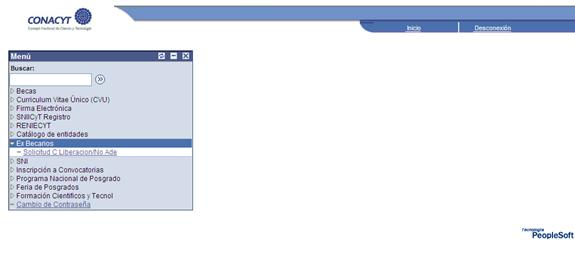 CONACYT
Consejo Nacional de Ciencia y Tecnología
Inicio
Desconexión
Menú
Buscar:
Becas
Curriculum Vitae Único (CVU)
Firma Electrónica
SNIICyT Registro
RENIECYT
Catálogo de entidades
Ex Becarios
Solicitud C Liberacion/No Ade
SNI
Inscripción a Convocatorias
Programa Nacional de Posgrado
Feria de Posgrados
Formación Científicos y Tecnol
Cambio de Contraseña
Tecnología
PeopleSoft